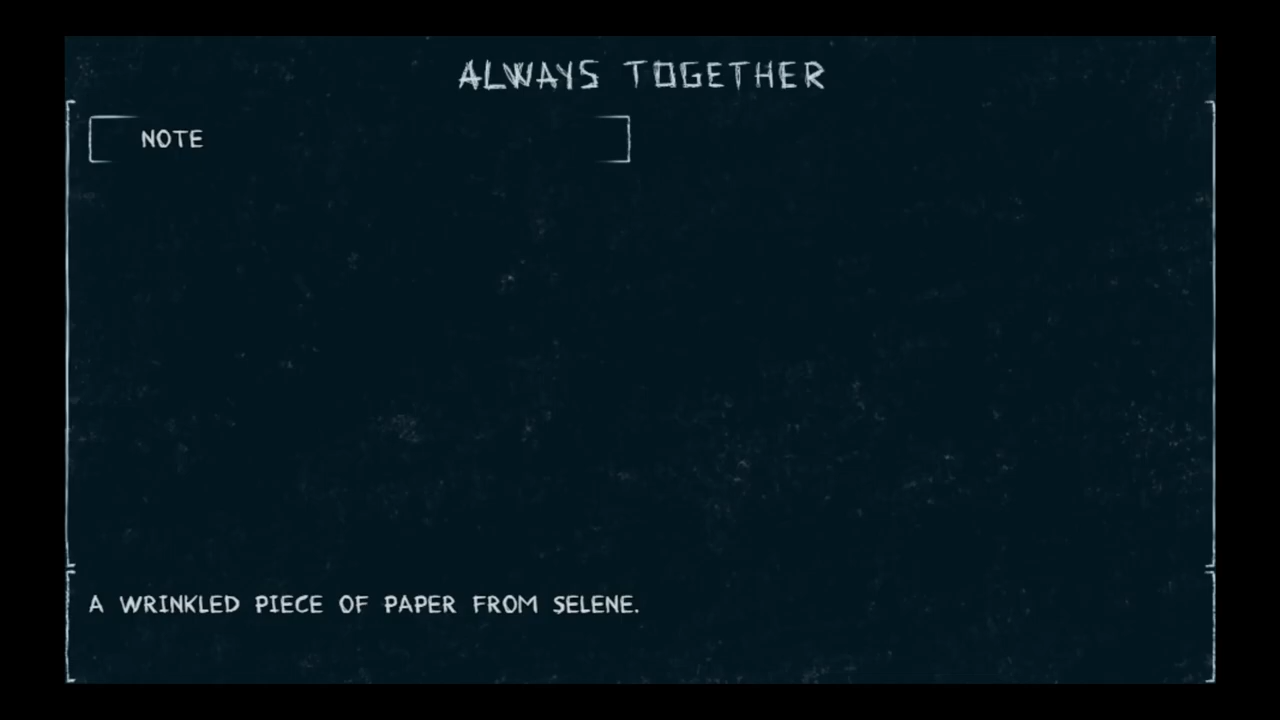 ALWAYS TOGETHER
NOTE
A WRINKLED PIECE OF PAPER FROM SELENE.